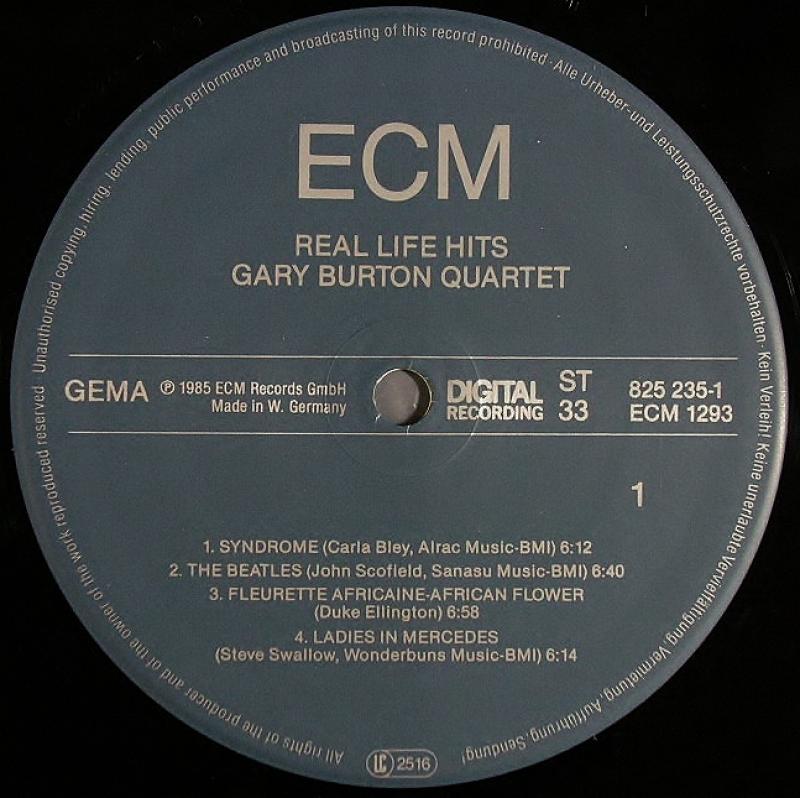 All rights of the producer and of the owner of the work reproduced reserved Unauthorised copying, hiring, lending, public performance and broadcasting of this record prohibited · Alle Urheber-und Leistungsschutzrechte vorbehalten · Kein Verleih! Keine unerlaubte Vervielfältigung, Vermietung, Aufführung, Sendung!
ECM
REAL LIFE HITS
GARY BURTON QUARTET
GEMA ℗ 1985 ECM Records GmbH
Made in W. Germany
DIGITAL
RECORDING
ST
33
825 235-1
ECM 1293
1
1. SYNDROME (Carla Bley, Alrac Music-BMI) 6:12
2. THE BEATLES (John Scofield, Sanasu Music-BMI) 6:40
3. FLEURETTE AFRICAINE-AFRICAN FLOWER
(Duke Ellington) 6:58
4. LADIES IN MERCEDES
(Steve Swallow, Wonderbuns Music-BMI) 6:14
LC 2516